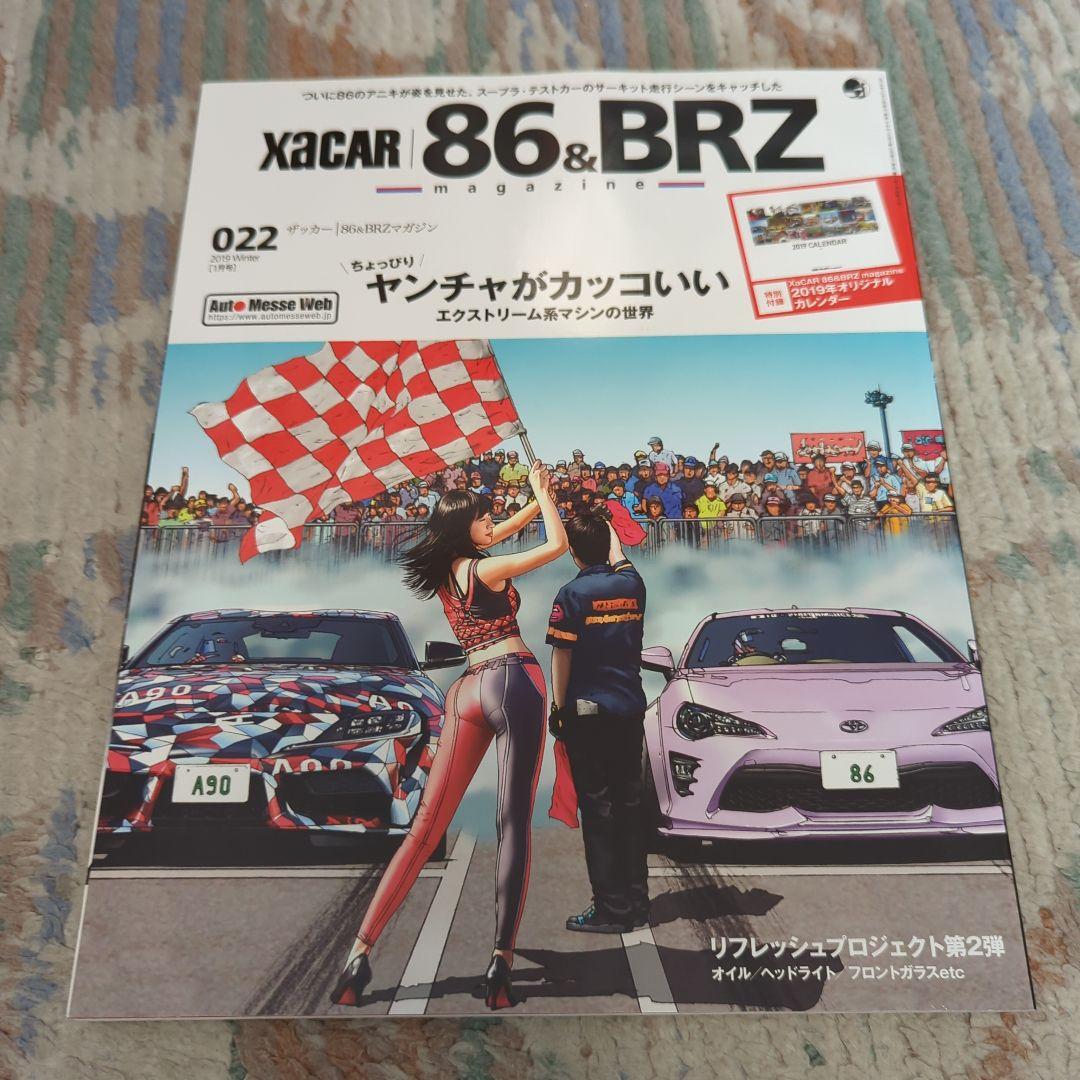 ついに86のアニキが姿を見せた、スープラ・テストカーのサーキット走行シーンをキャッチした
XaCAR 86&BRZ
magazine
022
2019 Winter
[1月号]
ザッカー|86&BRZマガジン
ちょっぴり
ヤンチャがカッコいい
エクストリーム系マシンの世界
Auto Messe Web
https://www.automesseweb.jp
2019 CALENDAR
特別
付録
XaCAR 86&BRZ magazine
2019年オリジナル
カレンダー
A90
A90
A90
86
リフレッシュプロジェクト第2弾
オイル/ヘッドライト/フロントガラスetc